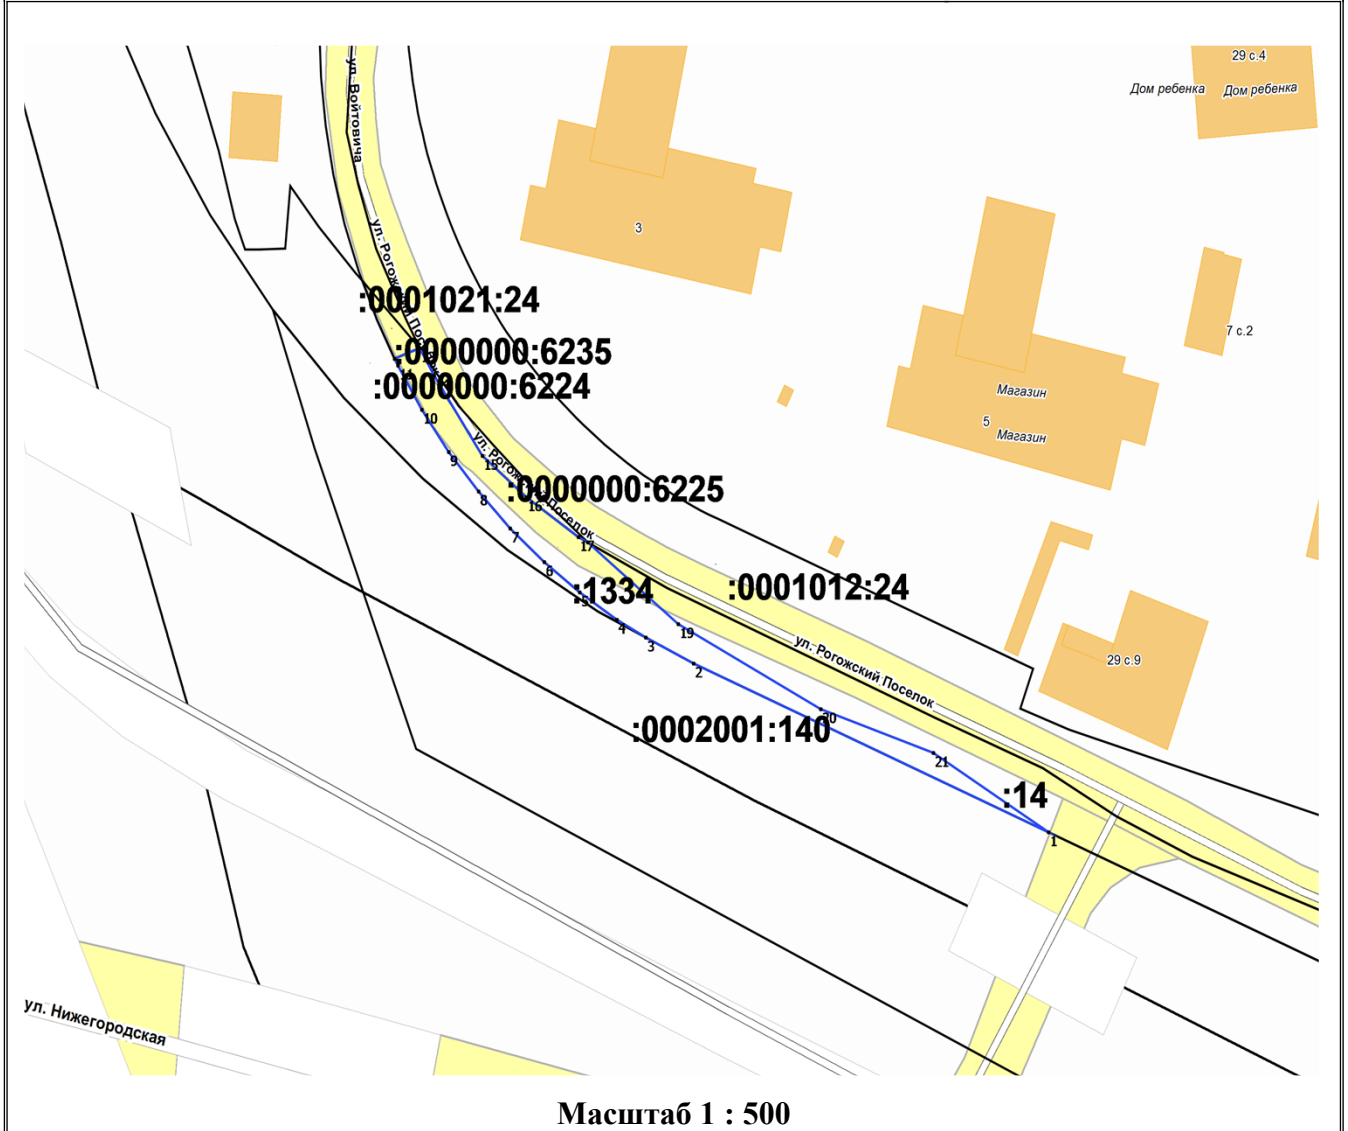 29 с.4
Дом ребенка
Дом ребенка
ул. Войтовича
3
ул. Рогожский Поселок
:0001021:24
7 с.2
:0000000:6235
:0000000:6224
10
Магазин
5
Магазин
9
15
ул. Рогожский Поселок
:0000000:6225
8
16
7
17
6
:1334
5
:0001012:24
4
19
3
ул. Рогожский Поселок
29 с.9
2
20
:0002001:140
21
:14
1
ул. Нижегородская
Масштаб 1 : 500